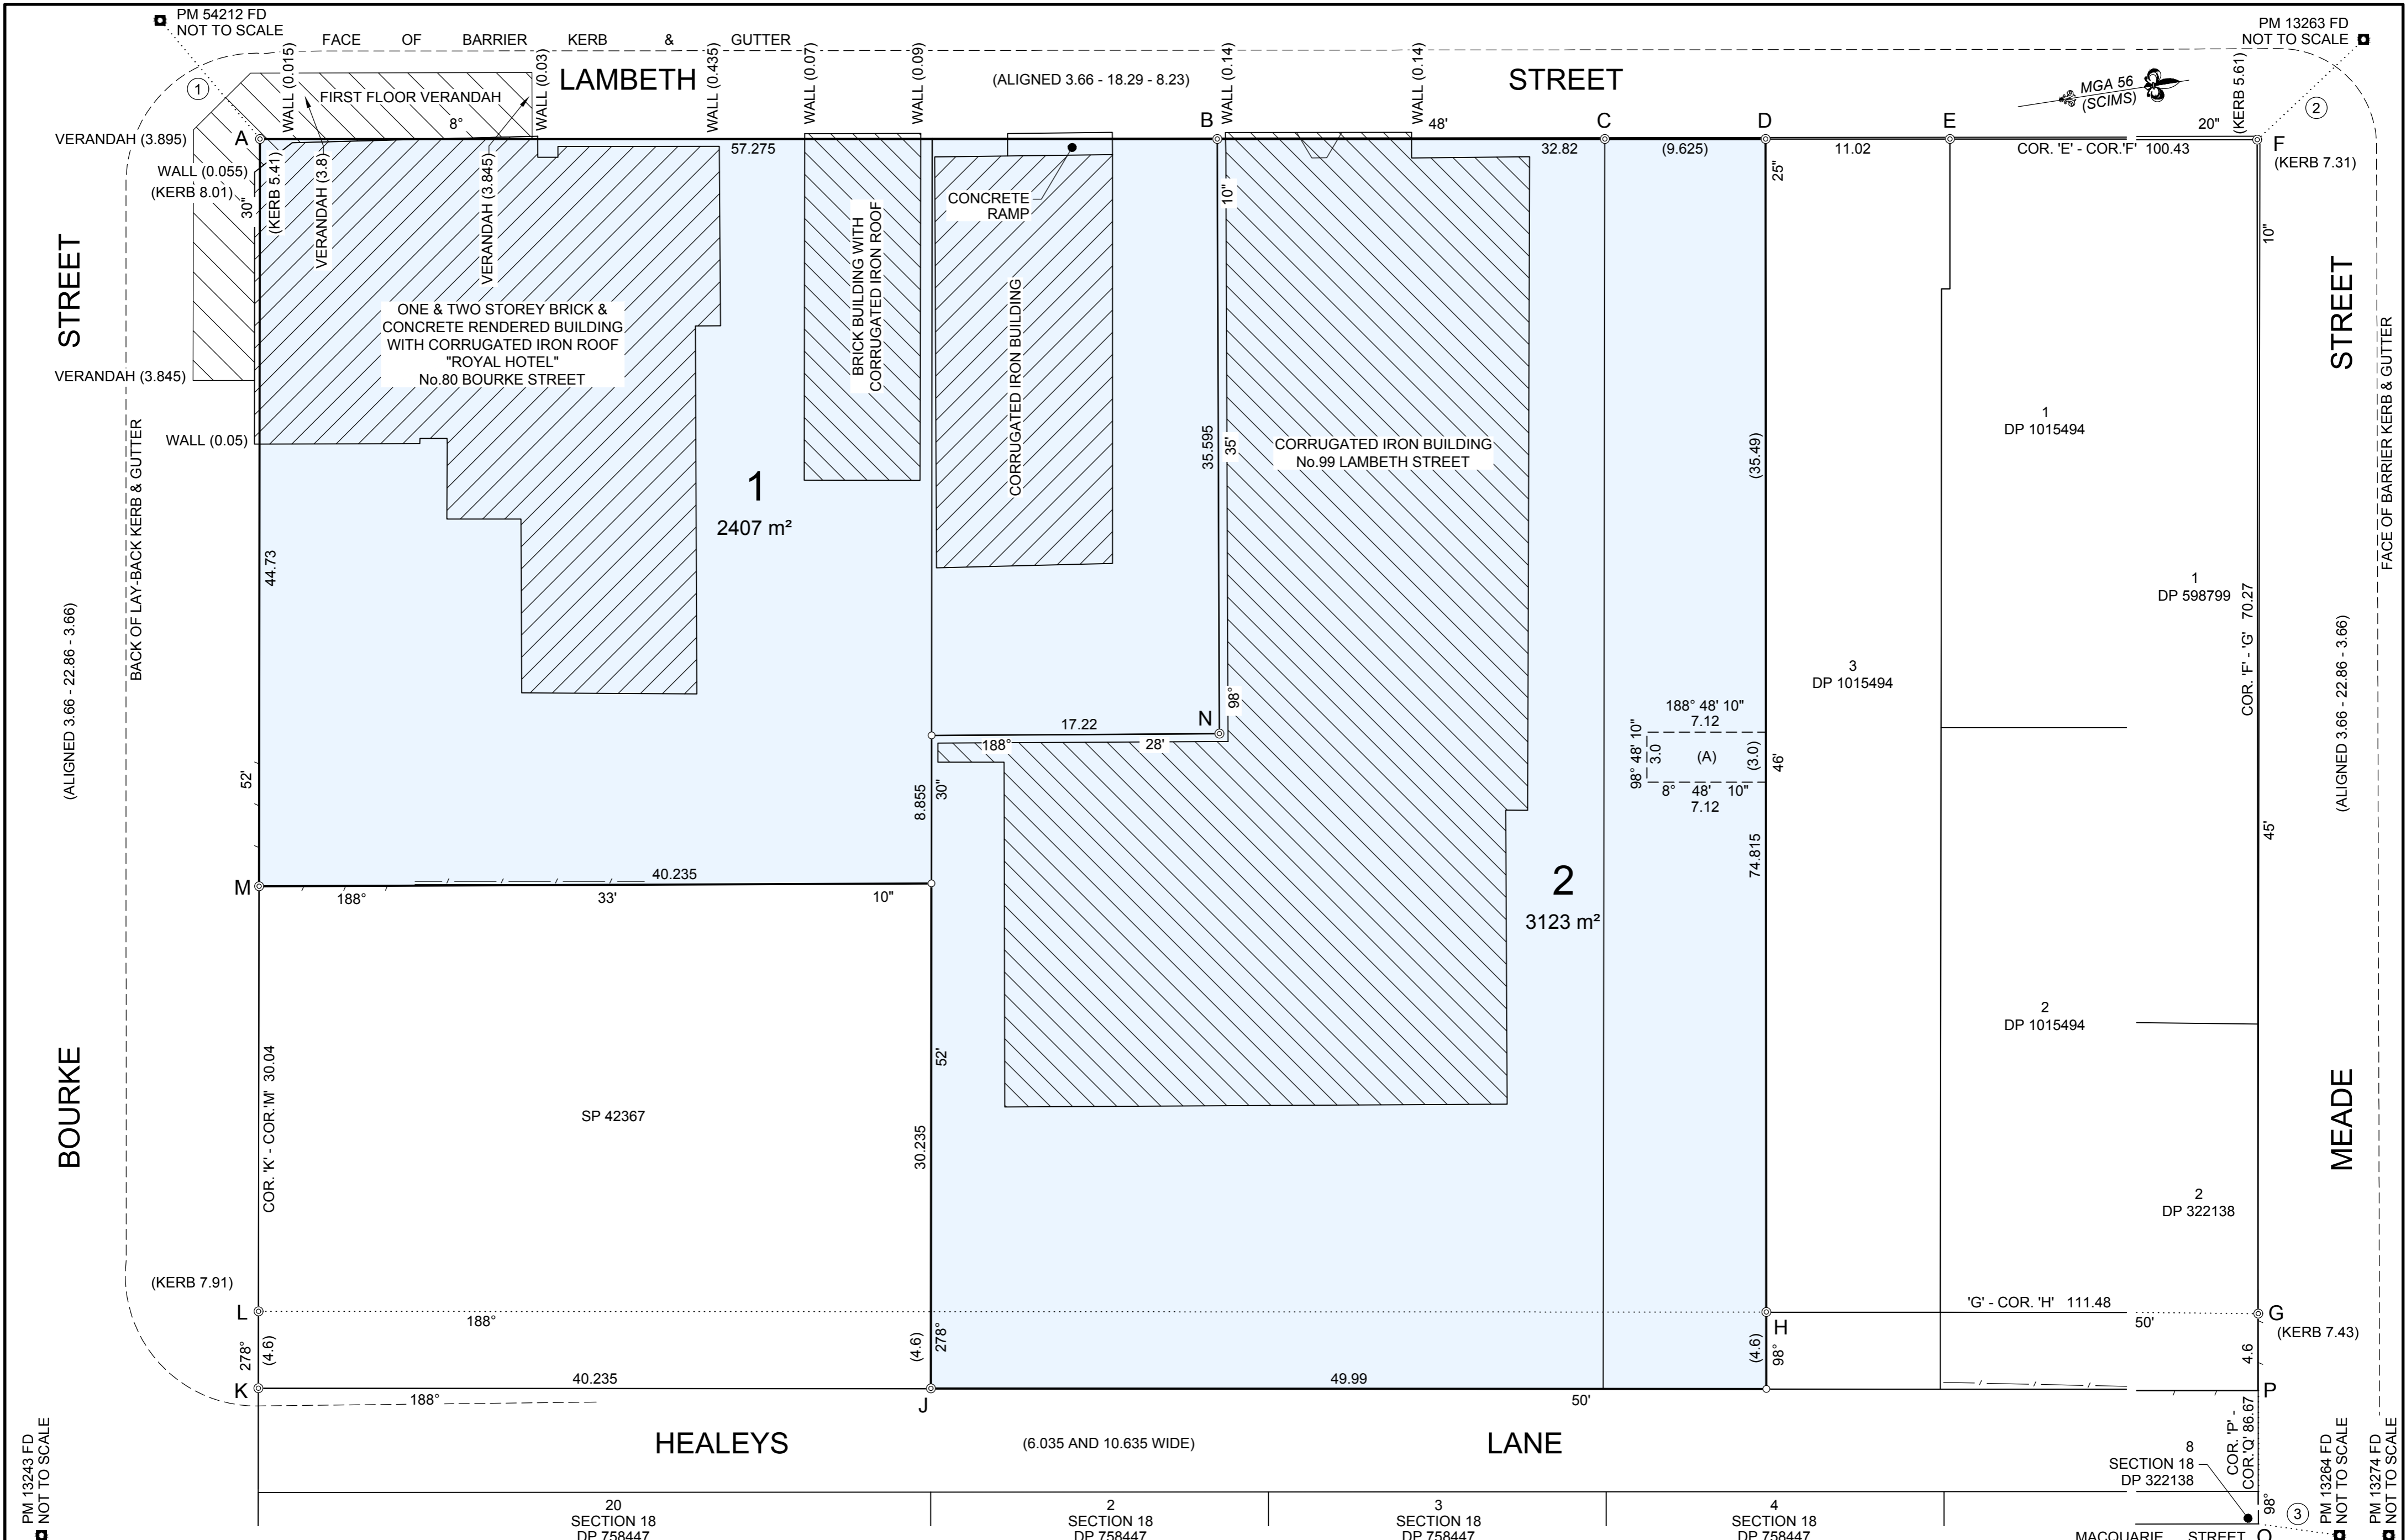 PM 54212 FD
NOT TO SCALE
PM 13263 FD
NOT TO SCALE
FACE OF BARRIER KERB & GUTTER
LAMBETH STREET
(ALIGNED 3.66 - 18.29 - 8.23)
MGA 56
(SCIMS)
1
2
FIRST FLOOR VERANDAH
WALL (0.015)
WALL (0.03)
WALL (0.435)
WALL (0.07)
WALL (0.09)
WALL (0.14)
WALL (0.14)
(KERB 5.61)
VERANDAH (3.895)
A
8°
57.275
B
48'
32.82
C
(9.625)
D
11.02
E
20"
COR. 'E' - COR.'F' 100.43
F
(KERB 7.31)
WALL (0.055)
(KERB 8.01)
30"
(KERB 5.41)
VERANDAH (3.8)
VERANDAH (3.845)
CONCRETE
RAMP
10"
25"
10"
STREET
STREET
ONE & TWO STOREY BRICK &
CONCRETE RENDERED BUILDING
WITH CORRUGATED IRON ROOF
"ROYAL HOTEL"
No.80 BOURKE STREET
BRICK BUILDING WITH
CORRUGATED IRON ROOF
CORRUGATED IRON BUILDING
VERANDAH (3.845)
WALL (0.05)
BACK OF LAY-BACK KERB & GUTTER
FACE OF BARRIER KERB & GUTTER
1
2407 m²
35.595
35'
CORRUGATED IRON BUILDING
No.99 LAMBETH STREET
(35.49)
1
DP 1015494
44.73
1
DP 598799
COR. 'F' - 'G' 70.27
(ALIGNED 3.66 - 22.86 - 3.66)
(ALIGNED 3.66 - 22.86 - 3.66)
3
DP 1015494
98°
17.22
N
188°
28'
188° 48' 10"
7.12
98° 48' 10"
3.0
(A)
(3.0)
46'
8° 48' 10"
7.12
52'
8.855
30"
45'
74.815
M
40.235
188°
33'
10"
2
3123 m²
2
DP 1015494
BOURKE
MEADE
COR. 'K' - COR.'M' 30.04
SP 42367
52'
30.235
2
DP 322138
(KERB 7.91)
L
188°
278°
(4.6)
(4.6)
278°
H
(4.6)
98°
'G' - COR. 'H' 111.48
50'
G
(KERB 7.43)
4.6
K
40.235
188°
J
49.99
50'
P
HEALEYS LANE
(6.035 AND 10.635 WIDE)
COR. 'P' -
COR.'Q' 86.67
8
SECTION 18
DP 322138
98°
3
PM 13243 FD
NOT TO SCALE
PM 13264 FD
NOT TO SCALE
PM 13274 FD
NOT TO SCALE
20
SECTION 18
DP 758447
2
SECTION 18
DP 758447
3
SECTION 18
DP 758447
4
SECTION 18
DP 758447
MACQUARIE STREET
Q